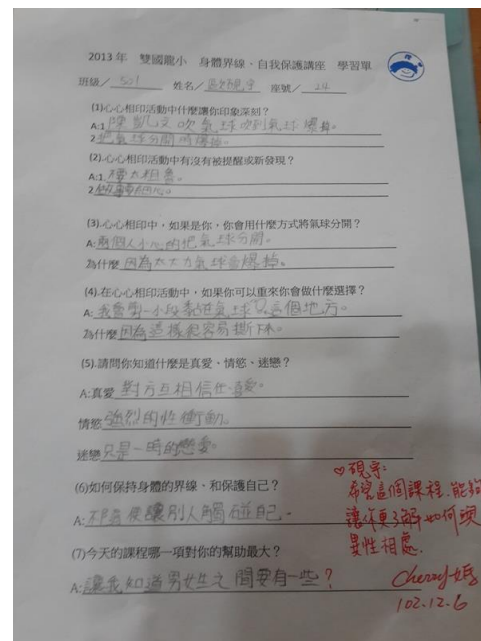 2013 年 雙國龍小 身體界線、自我保護講座 學習單
班級/ 501 姓名/ 座號/ 24
(1)心心相印活動中什麼讓你印象深刻？
A:1 陳凱文吹氣球吹到氣球爆掉。
2 把氣球分開時爆掉。
(2)心心相印活動中有沒有被提醒或新發現？
A:1 太粗魯。
2 做事細心。
(3)心心相印中，如果是你，你會用什麼方式將氣球分開？
A: 兩個人小心的把氣球分開。
為什麼 因為太大力氣球會爆掉。
(4)在心心相印活動中，如果你可以重來你會做什麼選擇？
A: 我會剪一小段黏進氣球 這個地方。
為什麼 因為這樣 容易撕下來。
(5)請問你知道什麼是真愛、情慾、迷戀？
A:真愛 對方互相信任、喜愛。
情慾 強烈的性衝動。
迷戀 只是一時的戀愛。
(6)如何保持身體的界線、和保護自己？
A: 不隨便讓別人觸碰自己。
(7)今天的課程哪一項對你的幫助最大？
A: 讓我知道男女生之間要有一些？
♡硯宇:
希望這個課程，能夠
讓你更了解如何與
異性相處.
Cherry媽
102.12.6